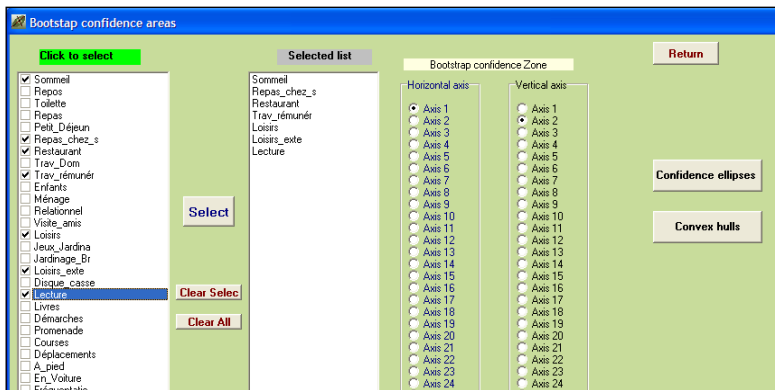 Bootstap confidence areas
Click to select
Sommeil
Repos
Toilette
Repas
Petit_Déjeun
Repas_chez_s
Restaurant
Trav_Dom
Trav_rémunér
Enfants
Ménage
Relationnel
Visite_amis
Loisirs
Jeux_Jardina
Jardinage_Br
Loisirs_exte
Disque_casse
Lecture
Livres
Démarches
Promenade
Courses
Déplacements
A_pied
En_Voiture
Fréquentatio
Select
Clear Selec
Clear All
Selected list
Sommeil
Repas_chez_s
Restaurant
Trav_rémunér
Loisirs
Loisirs_exte
Lecture
Bootstrap confidence Zone
Horizontal axis
Axis 1
Axis 2
Axis 3
Axis 4
Axis 5
Axis 6
Axis 7
Axis 8
Axis 9
Axis 10
Axis 11
Axis 12
Axis 13
Axis 14
Axis 15
Axis 16
Axis 17
Axis 18
Axis 19
Axis 20
Axis 21
Axis 22
Axis 23
Axis 24
Vertical axis
Axis 1
Axis 2
Axis 3
Axis 4
Axis 5
Axis 6
Axis 7
Axis 8
Axis 9
Axis 10
Axis 11
Axis 12
Axis 13
Axis 14
Axis 15
Axis 16
Axis 17
Axis 18
Axis 19
Axis 20
Axis 21
Axis 22
Axis 23
Axis 24
Return
Confidence ellipses
Convex hulls